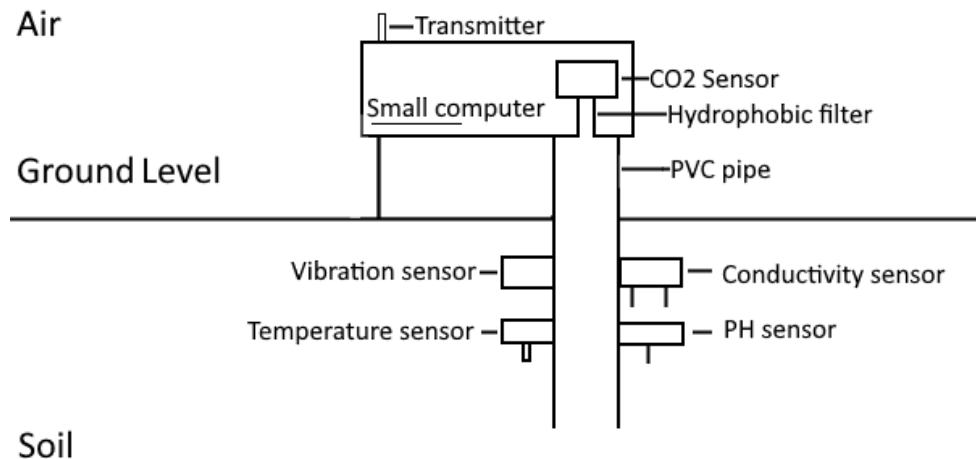 Air
Transmitter
CO2 Sensor
Small computer
Hydrophobic filter
Ground Level
PVC pipe
Vibration sensor
Conductivity sensor
Temperature sensor
PH sensor
Soil